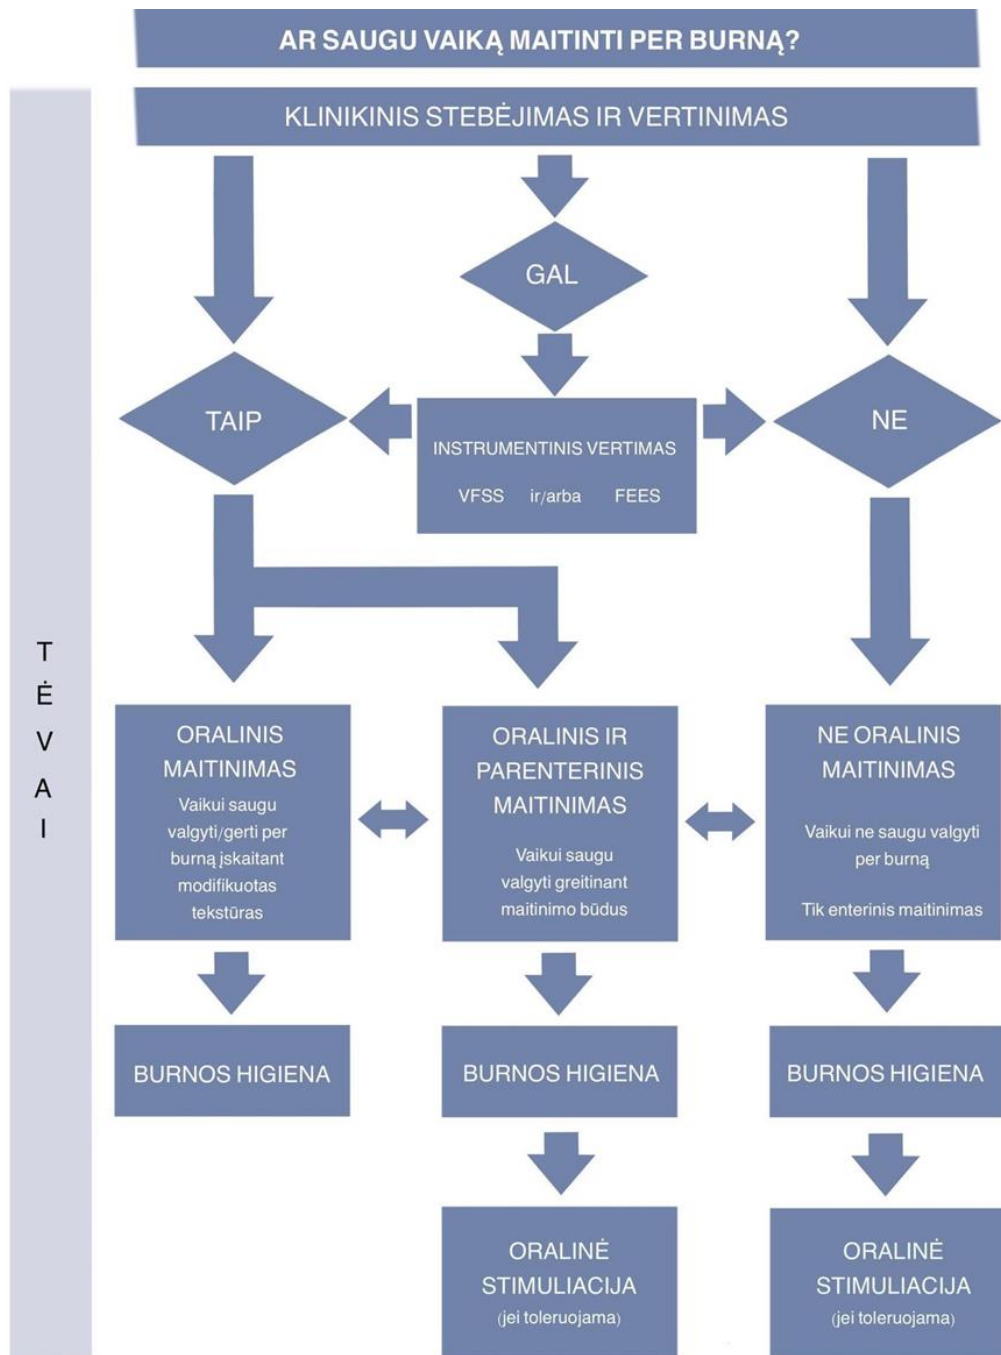 AR SAUGU VAIKĄ MAITINTI PER BURNĄ?
KLINIKINIS STEBĖJIMAS IR VERTINIMAS
GAL
TAIP
NE
INSTRUMENTINIS VERTIMAS
VFSS ir/arba FEES
T
Ė
V
A
I
ORALINIS
MAITINIMAS
Vaikui saugu
valgyti/gerti per
burną įskaitant
modifikuotas
tekstūras
ORALINIS IR
PARENTERINIS
MAITINIMAS
Vaikui saugu
valgyti greitinant
maitinimo būdus
NE ORALINIS
MAITINIMAS
Vaikui ne saugu valgyti
per burną
Tik enterinis maitinimas
BURNOS HIGIENA
BURNOS HIGIENA
BURNOS HIGIENA
ORALINĖ
STIMULIACIJA
(jei toleruojama)
ORALINĖ
STIMULIACIJA
(jei toleruojama)